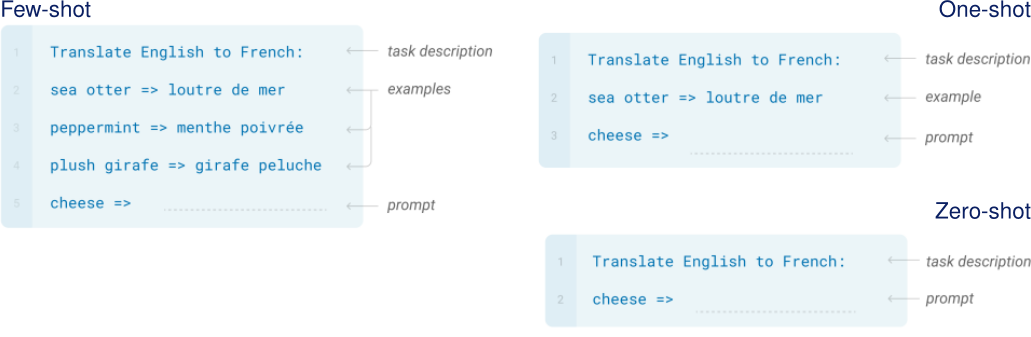 Few-shot
1 Translate English to French: task description
2 sea otter => loutre de mer examples
3 peppermint => menthe poivrée
4 plush girafe => girafe peluche
5 cheese => prompt
One-shot
1 Translate English to French: task description
2 sea otter => loutre de mer example
3 cheese => prompt
Zero-shot
1 Translate English to French: task description
2 cheese => prompt